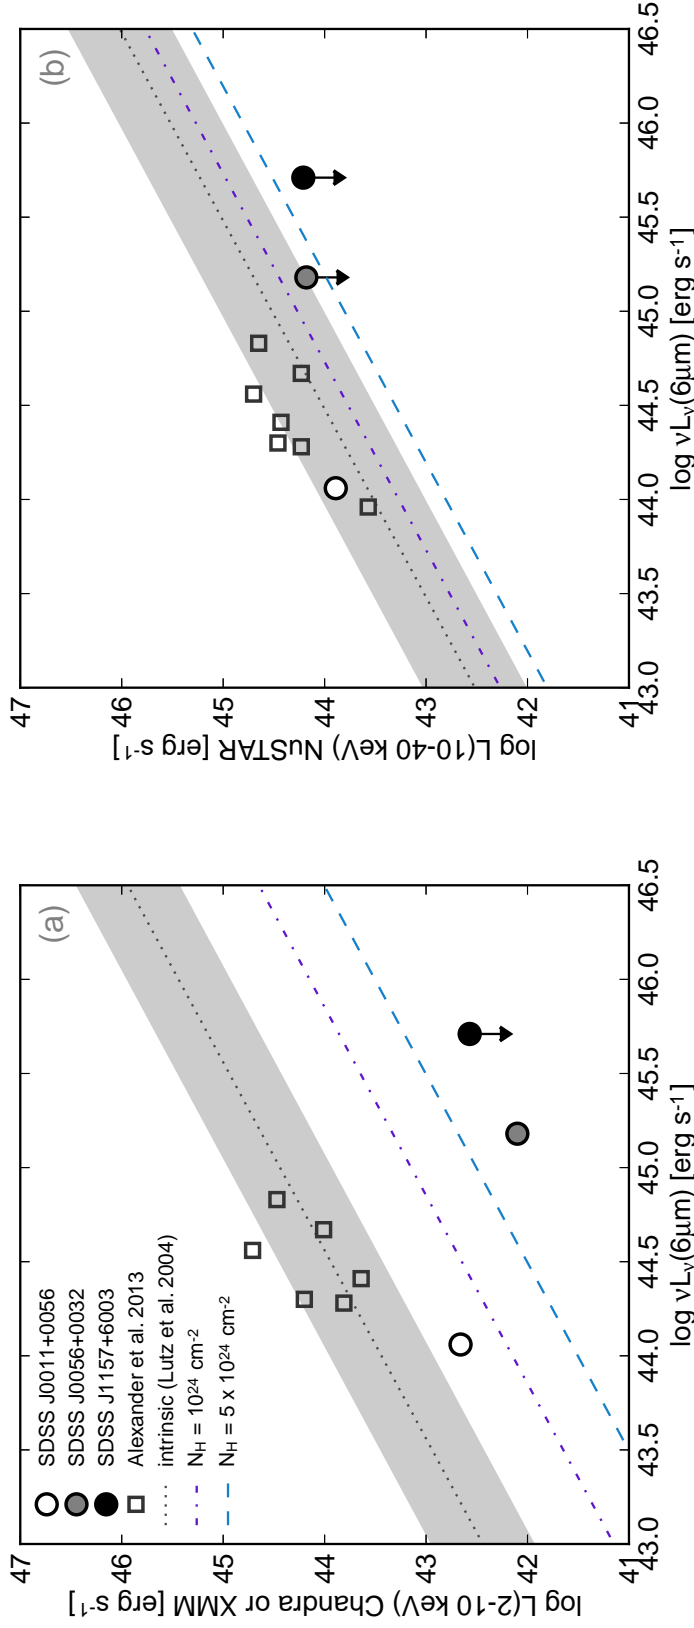 (a)
SDSS J0011+0056
SDSS J0056+0032
SDSS J1157+6003
Alexander et al. 2013
intrinsic (Lutz et al. 2004)
N_H = 10^24 cm^-2
N_H = 5 x 10^24 cm^-2
47
46
45
44
43
42
41
log L(2-10 keV) Chandra or XMM [erg s^-1]
43.0
43.5
44.0
44.5
45.0
45.5
46.0
46.5
log νL_ν(6μm) [erg s^-1]
(b)
47
46
45
44
43
42
41
log L(10-40 keV) NuSTAR [erg s^-1]
43.0
43.5
44.0
44.5
45.0
45.5
46.0
46.5
log νL_ν(6μm) [erg s^-1]